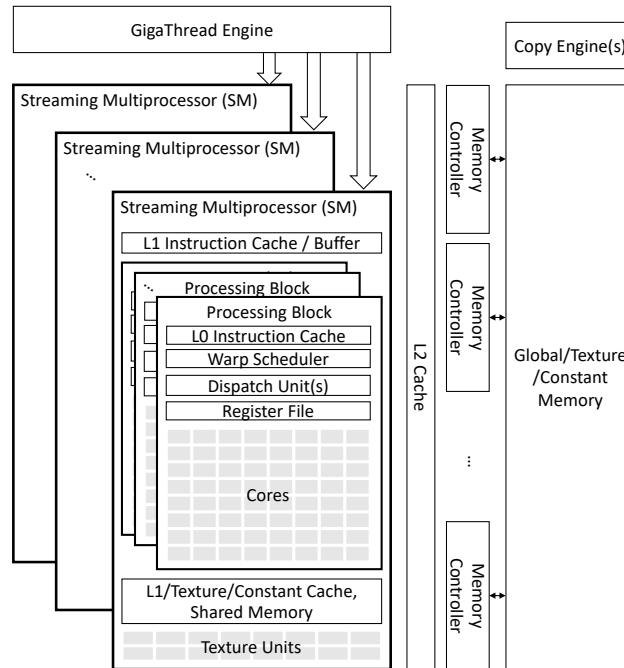 GigaThread Engine
Copy Engine(s)
Streaming Multiprocessor (SM)
Streaming Multiprocessor (SM)
...
Streaming Multiprocessor (SM)
L1 Instruction Cache / Buffer
...
Processing Block
Processing Block
L0 Instruction Cache
Warp Scheduler
Dispatch Unit(s)
Register File
Cores
L1/Texture/Constant Cache,
Shared Memory
Texture Units
L2 Cache
Memory
Controller
Memory
Controller
...
Memory
Controller
Global/Texture
/Constant
Memory